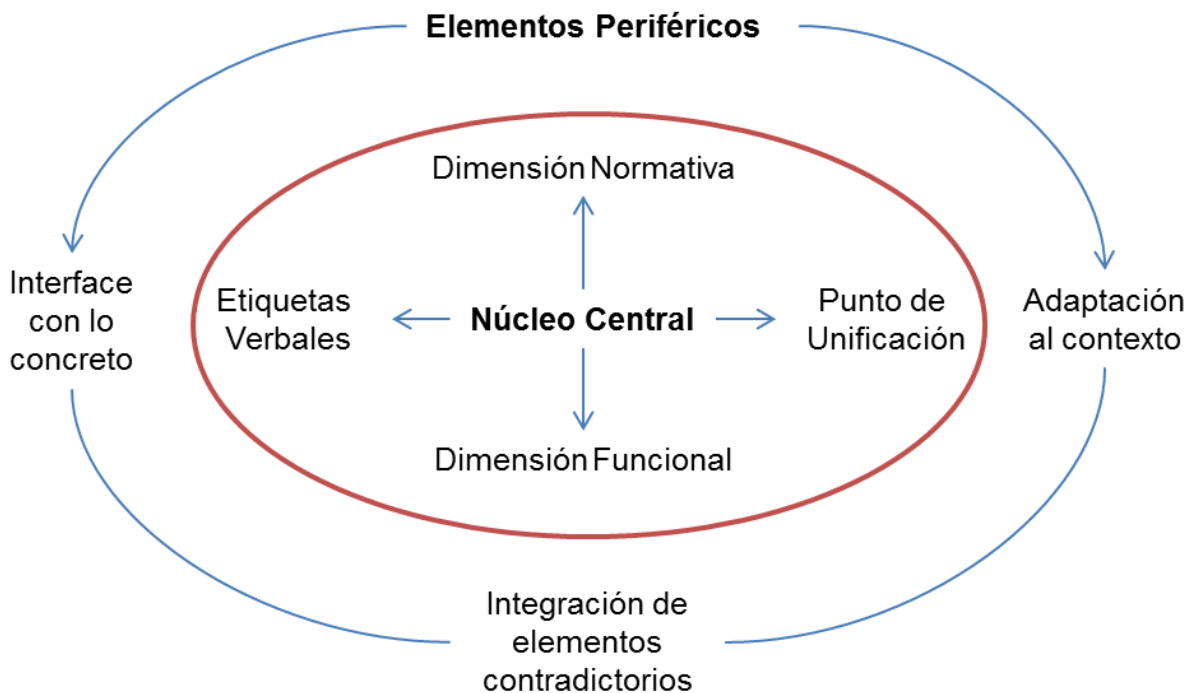 Elementos Periféricos
Dimensión Normativa
Interface
con lo
concreto
Etiquetas
Verbales
Núcleo Central
Punto de
Unificación
Adaptación
al contexto
Dimensión Funcional
Integración de
elementos
contradictorios